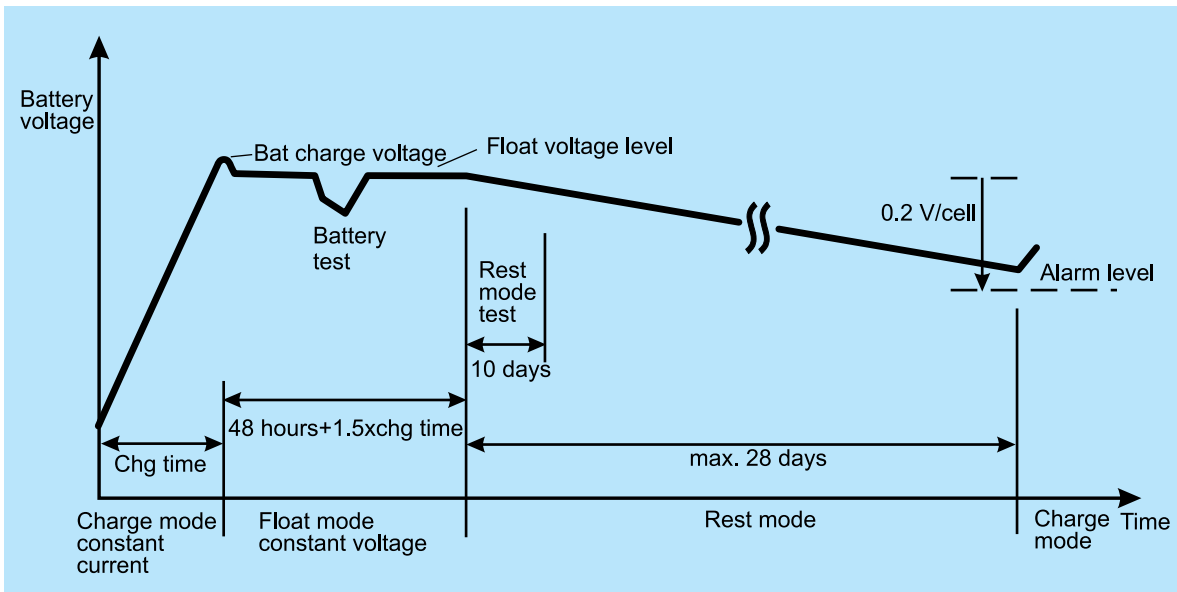 Battery
voltage
Bat charge voltage
Float voltage level
Battery
test
Rest
mode
test
10 days
0.2 V/cell
Alarm level
48 hours+1.5xchg time
Chg time
max. 28 days
Charge mode
constant
current
Float mode
constant voltage
Rest mode
Charge
mode
Time